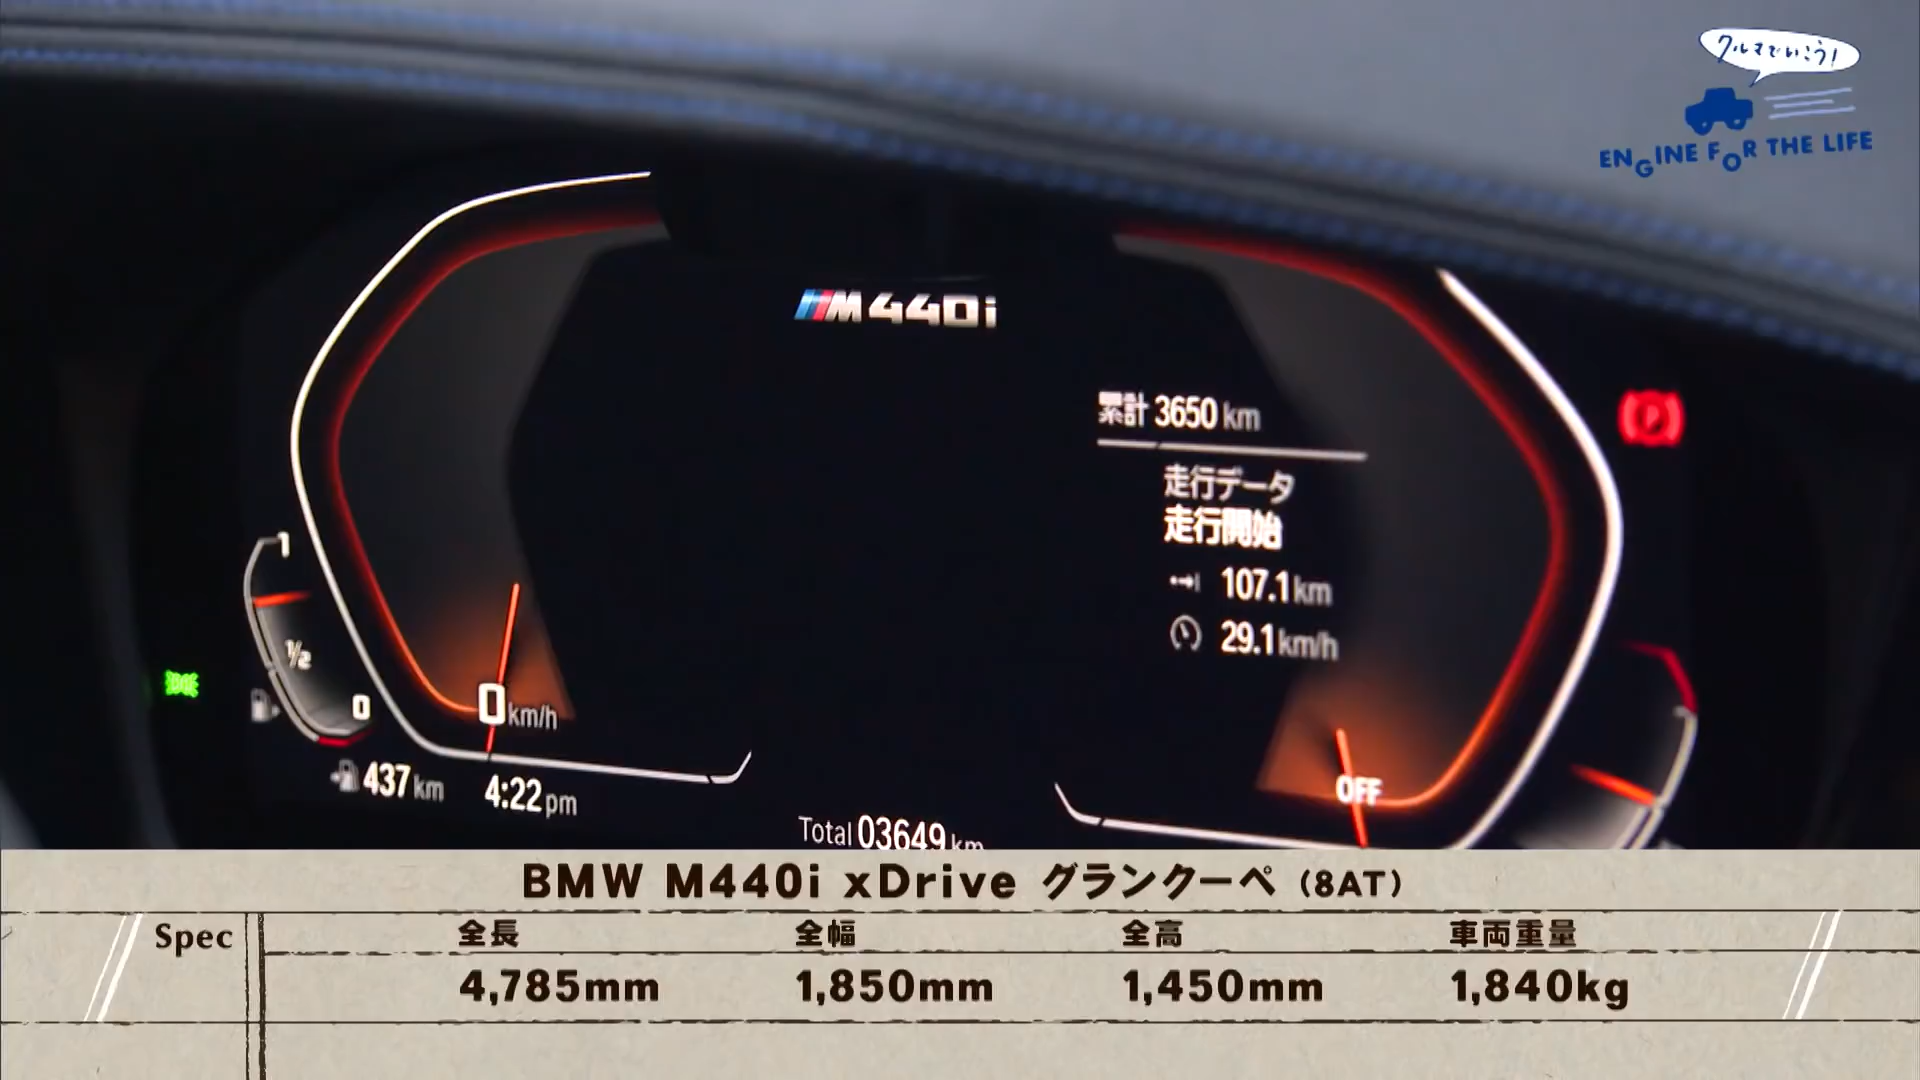 クルマでいこう!
ENGINE FOR THE LIFE
M440i
累計 3650 km
走行データ
走行開始
107.1 km
29.1 km/h
1
1/2
0
0 km/h
437 km
4:22 pm
OFF
Total 03649 km
BMW M440i xDrive グランクーペ (8AT)
Spec
全長 全幅 全高 車両重量
4,785mm 1,850mm 1,450mm 1,840kg